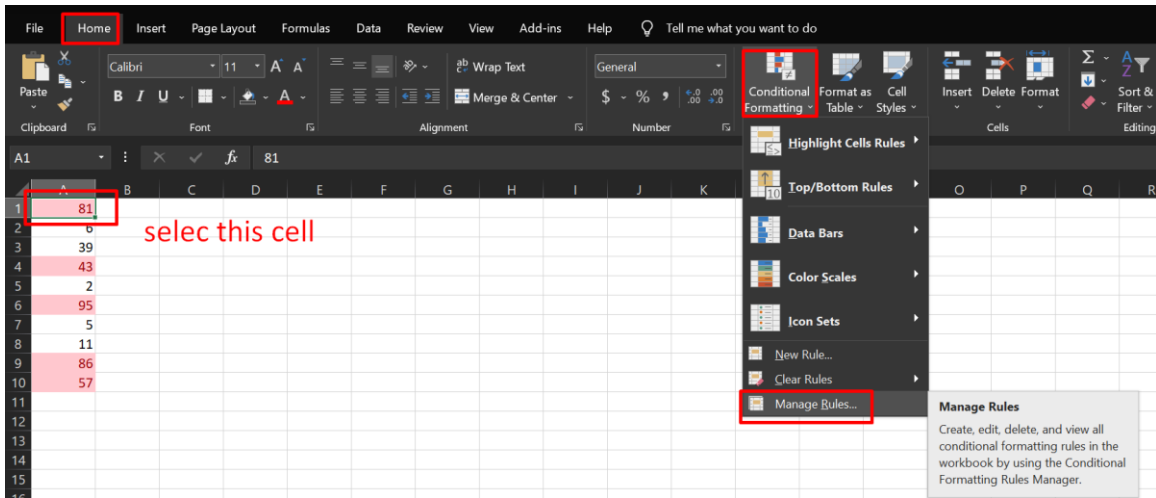 File Home Insert Page Layout Formulas Data Review View Add-ins Help Tell me what you want to do
Paste
Calibri 11 A A
B I U A
ab Wrap Text
Merge & Center
General
$ % 9
Conditional Formatting
Format as Table
Cell Styles
Insert Delete Format
Sort &
Filter
Clipboard Font Alignment Number Cells Editing
A1 fx 81
A B C D E F G H I J K O P Q R
1 81
2 6
3 39
4 43
5 2
6 95
7 5
8 11
9 86
10 57
11
12
13
14
15
16
selec this cell
Highlight Cells Rules
Top/Bottom Rules
Data Bars
Color Scales
Icon Sets
New Rule...
Clear Rules
Manage Rules...
Manage Rules
Create, edit, delete, and view all
conditional formatting rules in the
workbook by using the Conditional
Formatting Rules Manager.